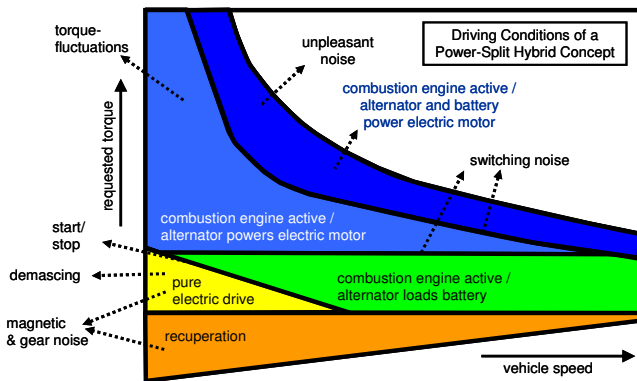 Driving Conditions of a
Power-Split Hybrid Concept
torque-
fluctuations
unpleasant
noise
combustion engine active /
alternator and battery
power electric motor
requested torque
switching noise
combustion engine active /
alternator powers electric motor
start/
stop
demascing
pure
electric drive
combustion engine active /
alternator loads battery
magnetic
& gear noise
recuperation
vehicle speed